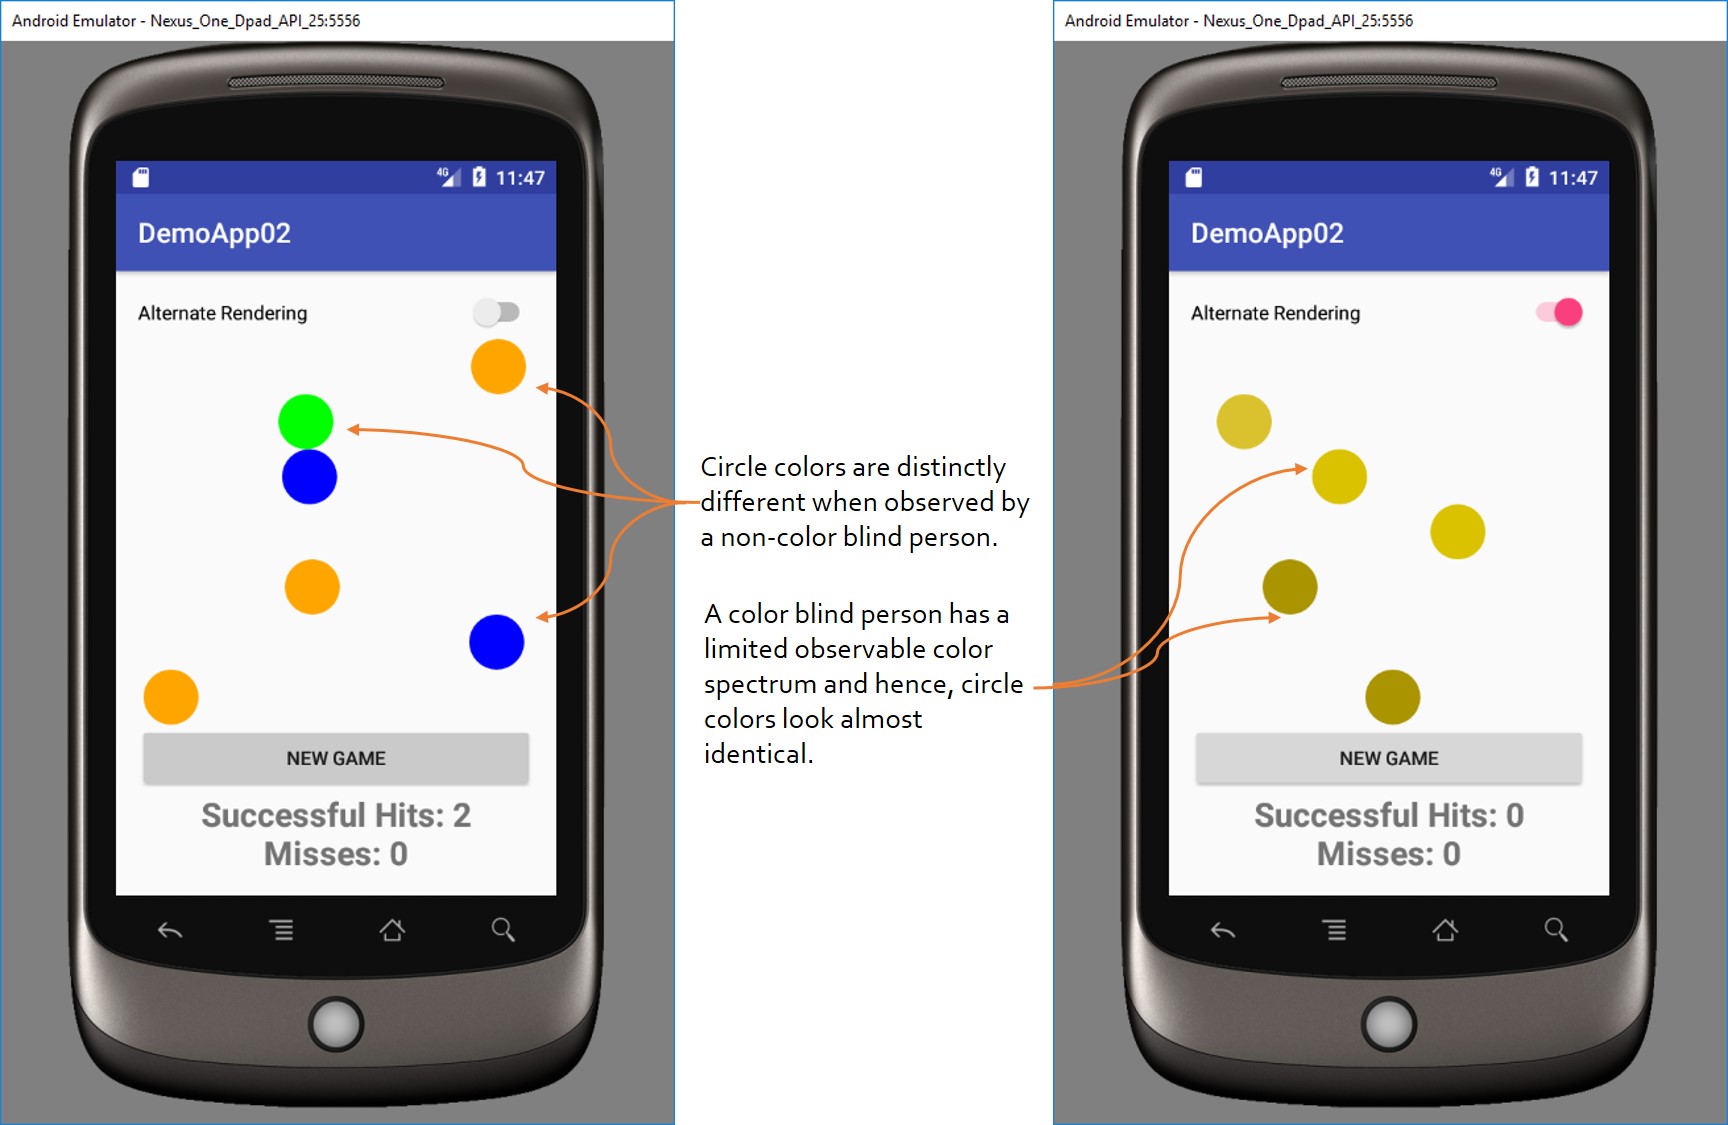 Android Emulator - Nexus_One_Dpad_API_25:5556
4G 11:47
DemoApp02
Alternate Rendering
NEW GAME
Successful Hits: 2
Misses: 0
Circle colors are distinctly
different when observed by
a non-color blind person.
A color blind person has a
limited observable color
spectrum and hence, circle
colors look almost
identical.
Android Emulator - Nexus_One_Dpad_API_25:5556
4G 11:47
DemoApp02
Alternate Rendering
NEW GAME
Successful Hits: 0
Misses: 0